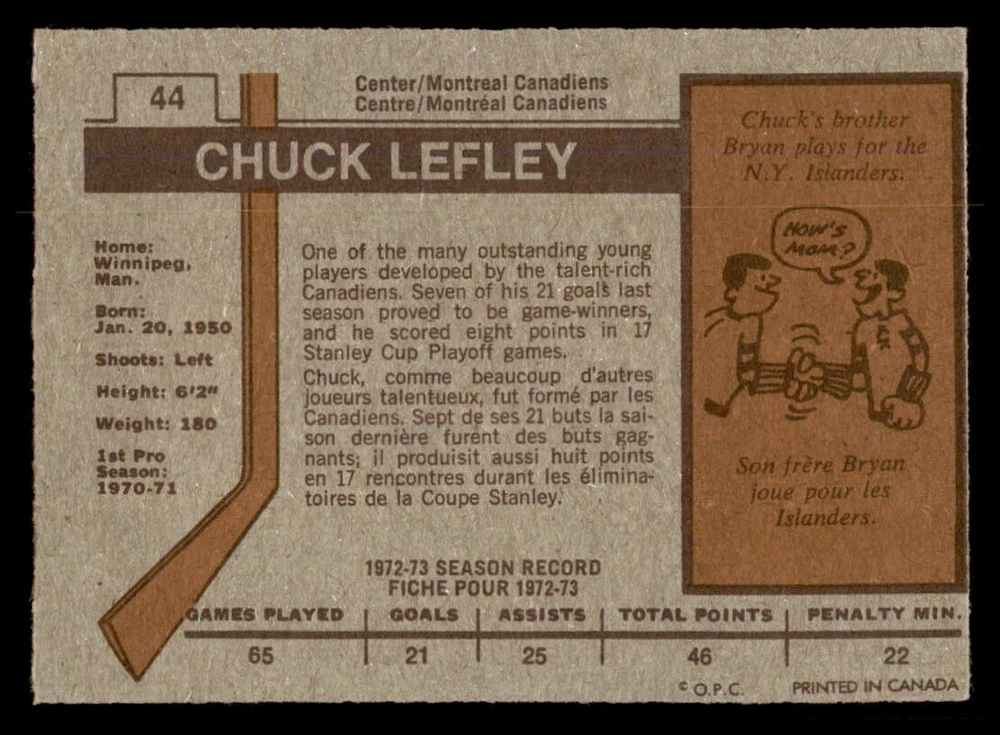 44
Center/Montreal Canadiens
Centre/Montréal Canadiens
CHUCK LEFLEY
Home:
Winnipeg,
Man.
Born:
Jan. 20, 1950
Shoots: Left
Height: 6'2"
Weight: 180
1st Pro
Season:
1970-71
One of the many outstanding young
players developed by the talent-rich
Canadiens. Seven of his 21 goals last
season proved to be game-winners,
and he scored eight points in 17
Stanley Cup Playoff games.
Chuck, comme beaucoup d'autres
joueurs talentueux, fut formé par les
Canadiens. Sept de ses 21 buts la sai-
son dernière furent des buts gag-
nants; il produisit aussi huit points
en 17 rencontres durant les élimina-
toires de la Coupe Stanley.
Chuck's brother
Bryan plays for the
N.Y. Islanders.
HOW'S
MOM?
Son frère Bryan
joue pour les
Islanders.
1972-73 SEASON RECORD
FICHE POUR 1972-73
GAMES PLAYED GOALS ASSISTS TOTAL POINTS PENALTY MIN.
65 21 25 46 22
© O.P.C. PRINTED IN CANADA